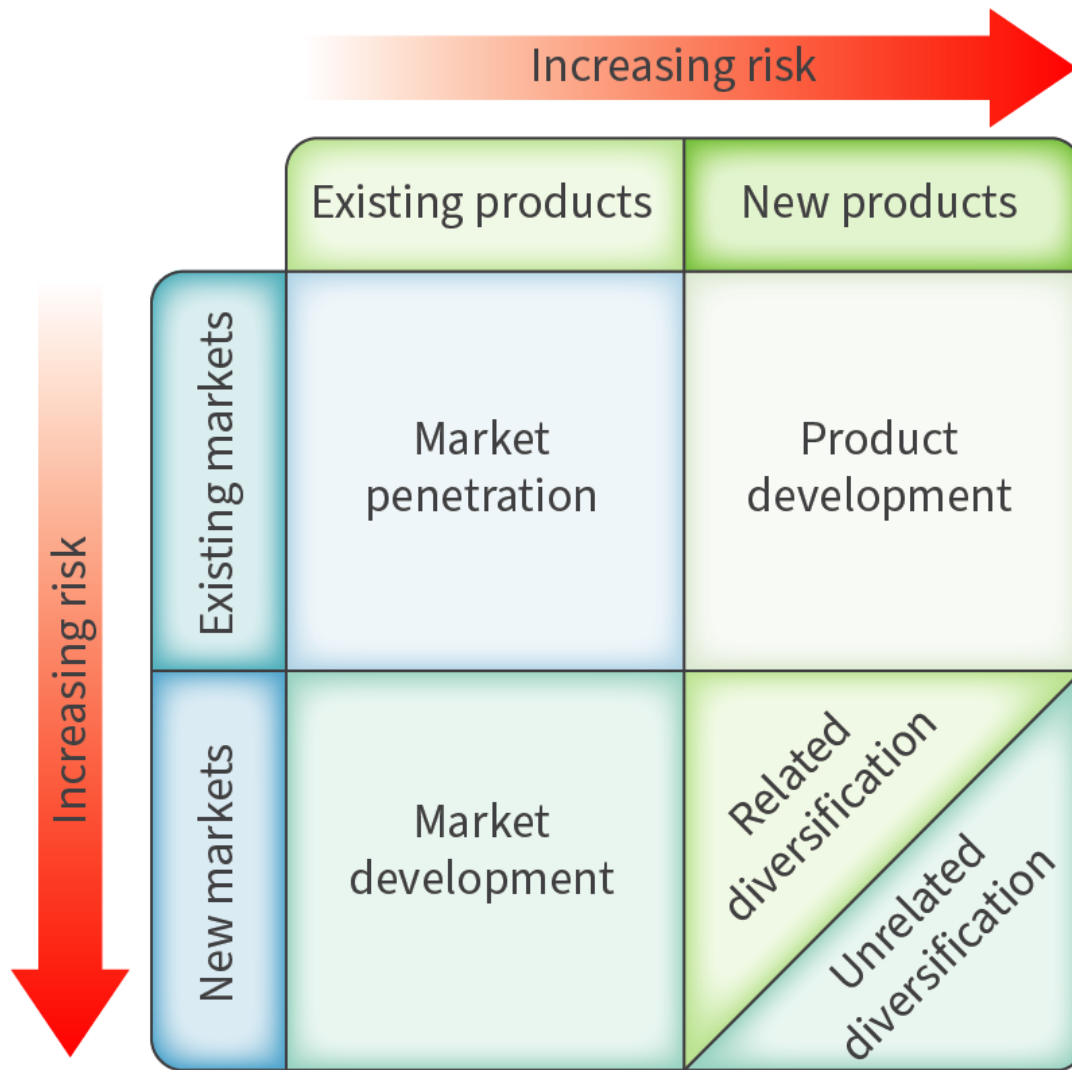 Increasing risk
Existing products
New products
Increasing risk
Existing markets
Market
penetration
Product
development
New markets
Market
development
Related
diversification
Unrelated
diversification